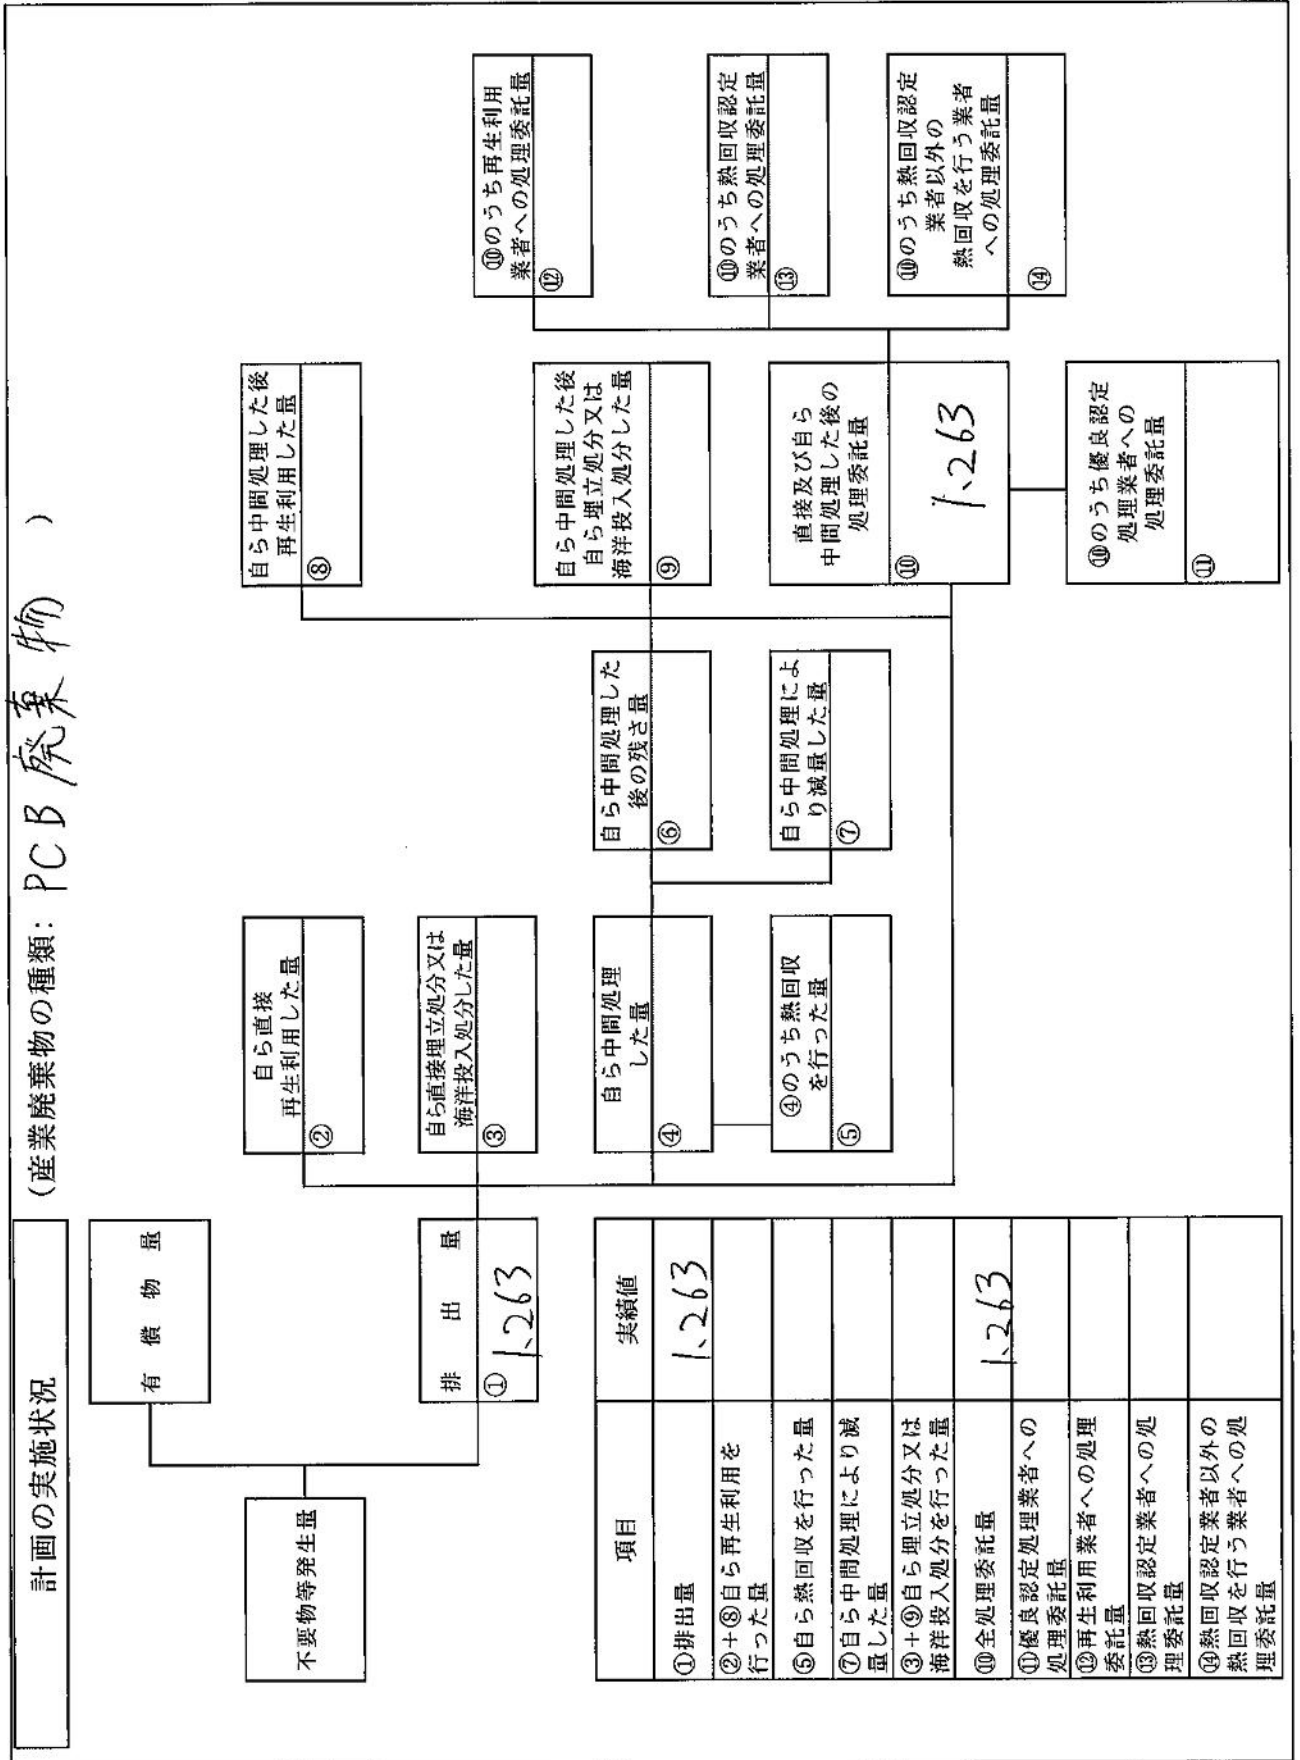 計画の実施状況
(産業廃棄物の種類: PCB 廃棄物 )
不要物等発生量
有償物量
排出量
① 1、263
自ら直接
再生利用した量
②
自ら直接埋立処分又は
海洋投入処分した量
③
自ら中間処理
した量
④
④のうち熱回収
を行った量
⑤
自ら中間処理した
後の残さ量
⑥
自ら中間処理によ
り減量した量
⑦
自ら中間処理した後
再生利用した量
⑧
自ら中間処理した後
自ら埋立処分又は
海洋投入処分した量
⑨
直接及び自ら
中間処理した後の
処理委託量
⑩ 1、263
⑩のうち優良認定
処理業者への
処理委託量
⑪
⑩のうち再生利用
業者への処理委託量
⑫
⑩のうち熱回収認定
業者への処理委託量
⑬
⑩のうち熱回収認定
業者以外の
熱回収を行う業者
への処理委託量
⑭
項目 実績値
①排出量 1、263
②+⑧自ら再生利用を
行った量
⑤自ら熱回収を行った量
⑦自ら中間処理により減
量した量
③+⑨自ら埋立処分又は
海洋投入処分を行った量
⑩全処理委託量 1、263
⑪優良認定処理業者への
処理委託量
⑫再生利用業者への処理
委託量
⑬熱回収認定業者への処
理委託量
⑭熱回収認定業者以外の
熱回収を行う業者への処
理委託量